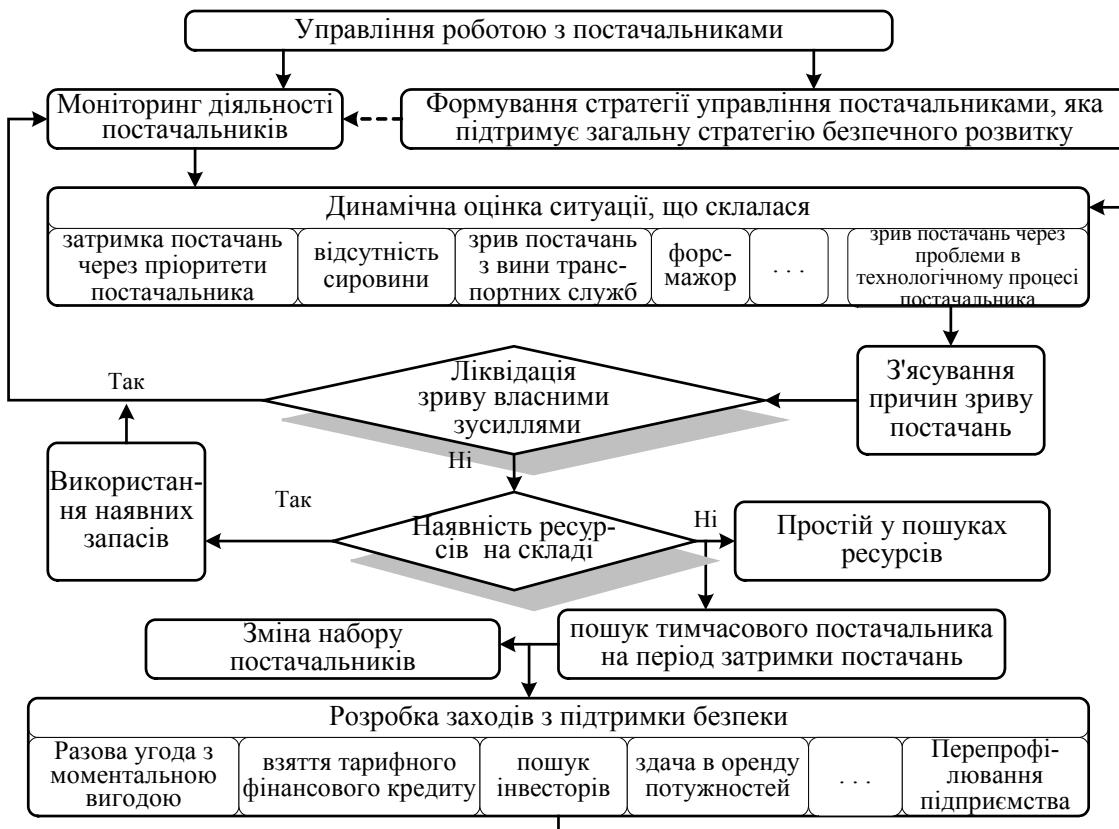 Управління роботою з постачальниками
Моніторинг діяльності
постачальників
Формування стратегії управління постачальниками, яка
підтримує загальну стратегію безпечного розвитку
Динамічна оцінка ситуації, що склалася
затримка постачань
через пріоритети
постачальника
відсутність
сировини
зрив постачань
з вини транс-
портних служб
форс-
мажор
. . .
зрив постачань через
проблеми в
технологічному процесі
постачальника
Так
Ліквідація
зриву власними
зусиллями
З'ясування
причин зриву
постачань
Ні
Використан-
ня наявних
запасів
Так
Наявність ресур-
сів на складі
Ні
Простій у пошуках
ресурсів
Зміна набору
постачальників
пошук тимчасового постачальника
на період затримки постачань
Розробка заходів з підтримки безпеки
Разова угода з
моментальною
вигодою
взяття тарифного
фінансового кредиту
пошук
інвесторів
здача в оренду
потужностей
. . .
Перепрофі-
лювання
підприємства